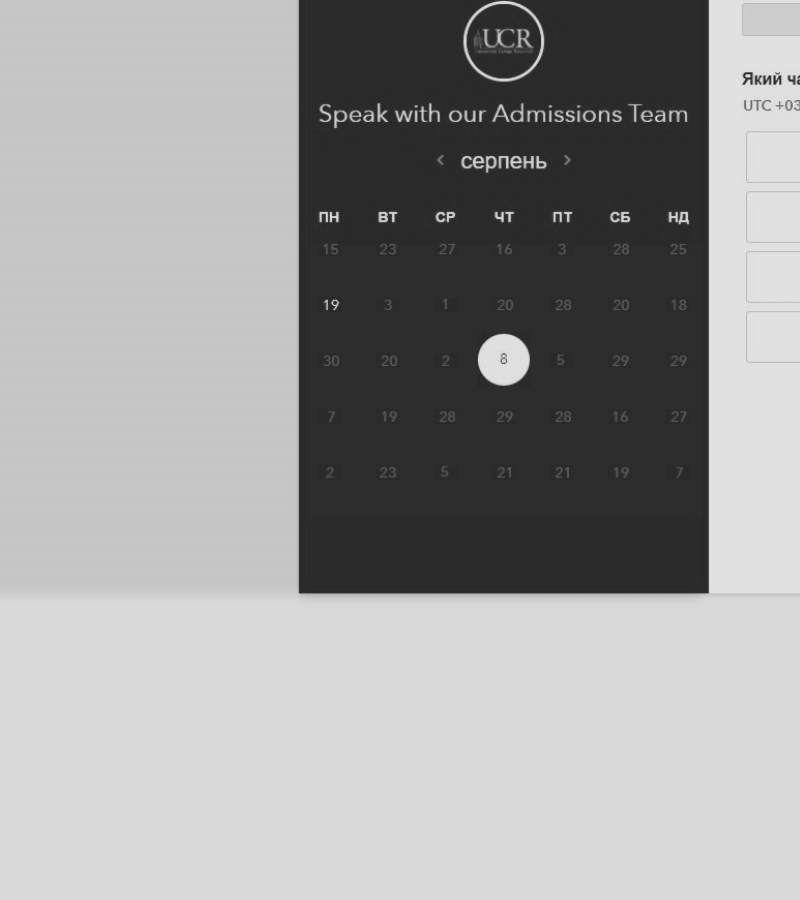 UCR
Speak with our Admissions Team
серпень
ПН ВТ СР ЧТ ПТ СБ НД
15 23 27 16 3 28 25
19 3 1 20 28 20 18
30 20 2 8 5 29 29
7 19 28 29 28 16 27
2 23 5 21 21 19 7
Який ча
UTC +03